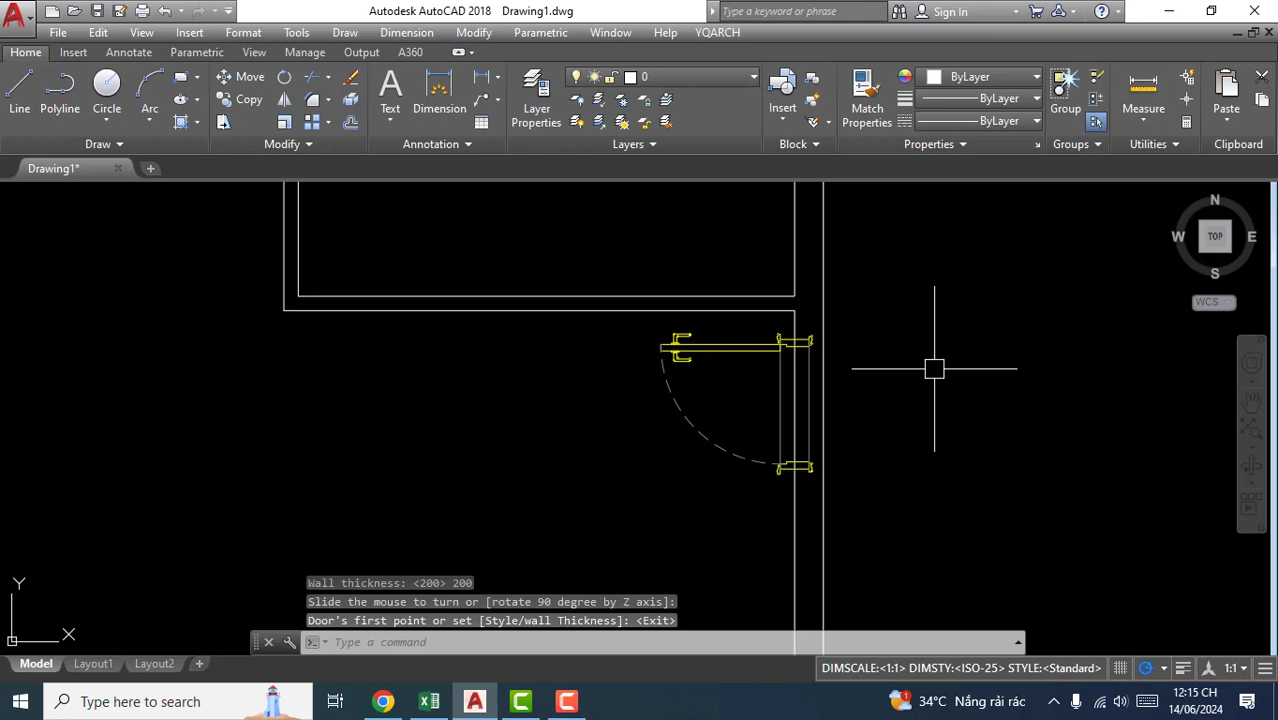 A
Autodesk AutoCAD 2018 Drawing1.dwg
Type a keyword or phrase
Sign In
File Edit View Insert Format Tools Draw Dimension Modify Parametric Window Help YQARCH
Home Insert Annotate Parametric View Manage Output A360
Line
Polyline
Circle
Arc
Move
Copy
Text
Dimension
Layer
Properties
0
Insert
Match
Properties
ByLayer
ByLayer
ByLayer
Group
Measure
Paste
Draw
Modify
Annotation
Layers
Block
Properties
Groups
Utilities
Clipboard
Drawing1*
N
W TOP E
S
WCS
Y
X
Wall thickness: <200> 200
Slide the mouse to turn or [rotate 90 degree by Z axis]:
Door's first point or set [Style/wall Thickness]: <Exit>
Type a command
Model Layout1 Layout2
DIMSCALE:<1:1> DIMSTY:<ISO-25> STYLE:<Standard>
1:1
Type here to search
34°C Nắng rải rác
12:15 CH
14/06/2024